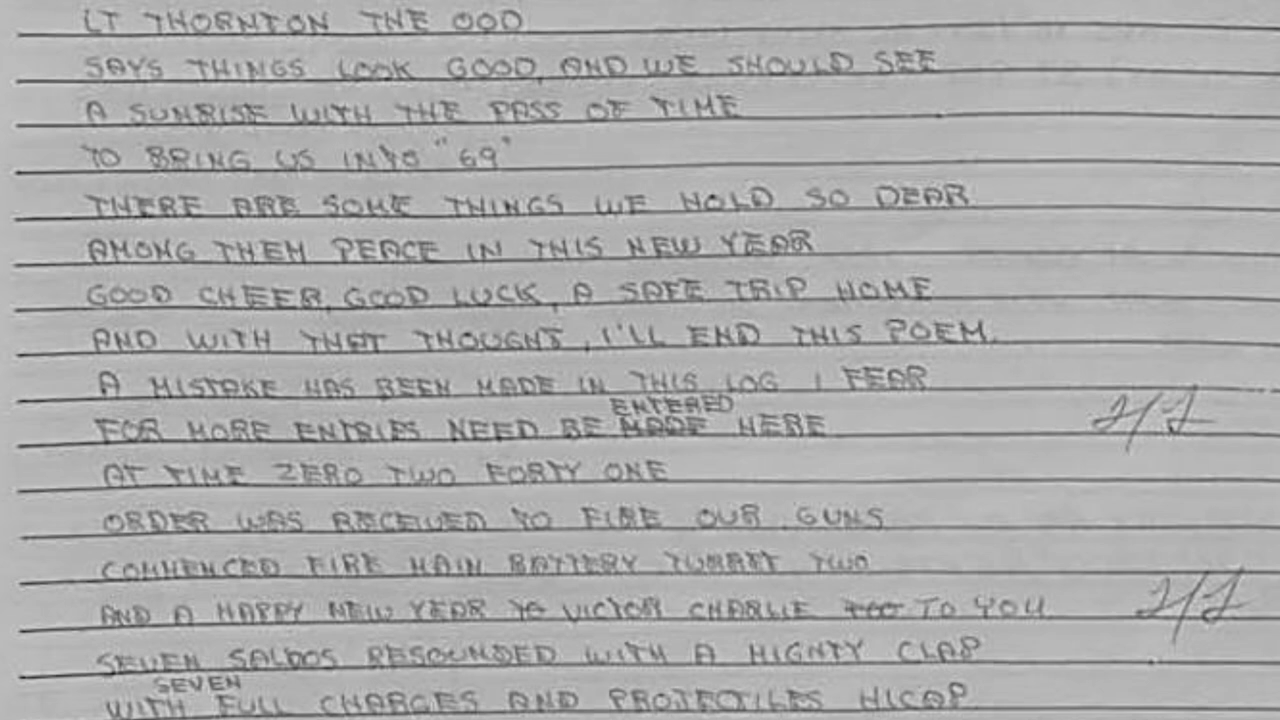 LT THORNTON THE OOD
SAYS THINGS LOOK GOOD, AND WE SHOULD SEE
A SUNRISE WITH THE PASS OF TIME
TO BRING US INTO "69"
THERE ARE SOME THINGS WE HOLD SO DEAR
AMONG THEM PEACE IN THIS NEW YEAR
GOOD CHEER, GOOD LUCK, A SAFE TRIP HOME
AND WITH THAT THOUGHT, I'LL END THIS POEM.
A MISTAKE HAS BEEN MADE IN THIS LOG I FEAR
ENTERED
FOR MORE ENTRIES NEED BE MADE HERE
AT TIME ZERO TWO FORTY ONE
ORDER WAS RECEIVED TO FIRE OUR GUNS
COMMENCED FIRE MAIN BATTERY TURRET TWO
AND A HAPPY NEW YEAR TO VICTOR CHARLIE TOO TO YOU
SEVEN SALVOS RESOUNDED WITH A MIGHTY CLAP
SEVEN
WITH FULL CHARGES AND PROJECTILES HICAP